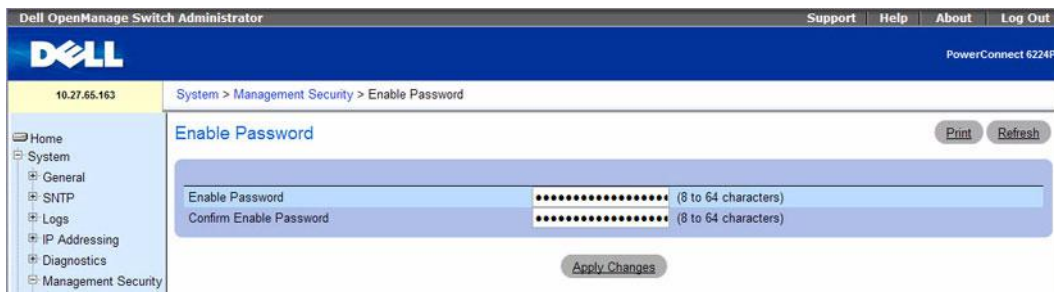 Dell OpenManage Switch Administrator
Support Help About Log Out
DELL
PowerConnect 6224P
10.27.65.163
System > Management Security > Enable Password
Home
System
General
SNTP
Logs
IP Addressing
Diagnostics
Management Security
Enable Password
Print Refresh
Enable Password (8 to 64 characters)
Confirm Enable Password (8 to 64 characters)
Apply Changes